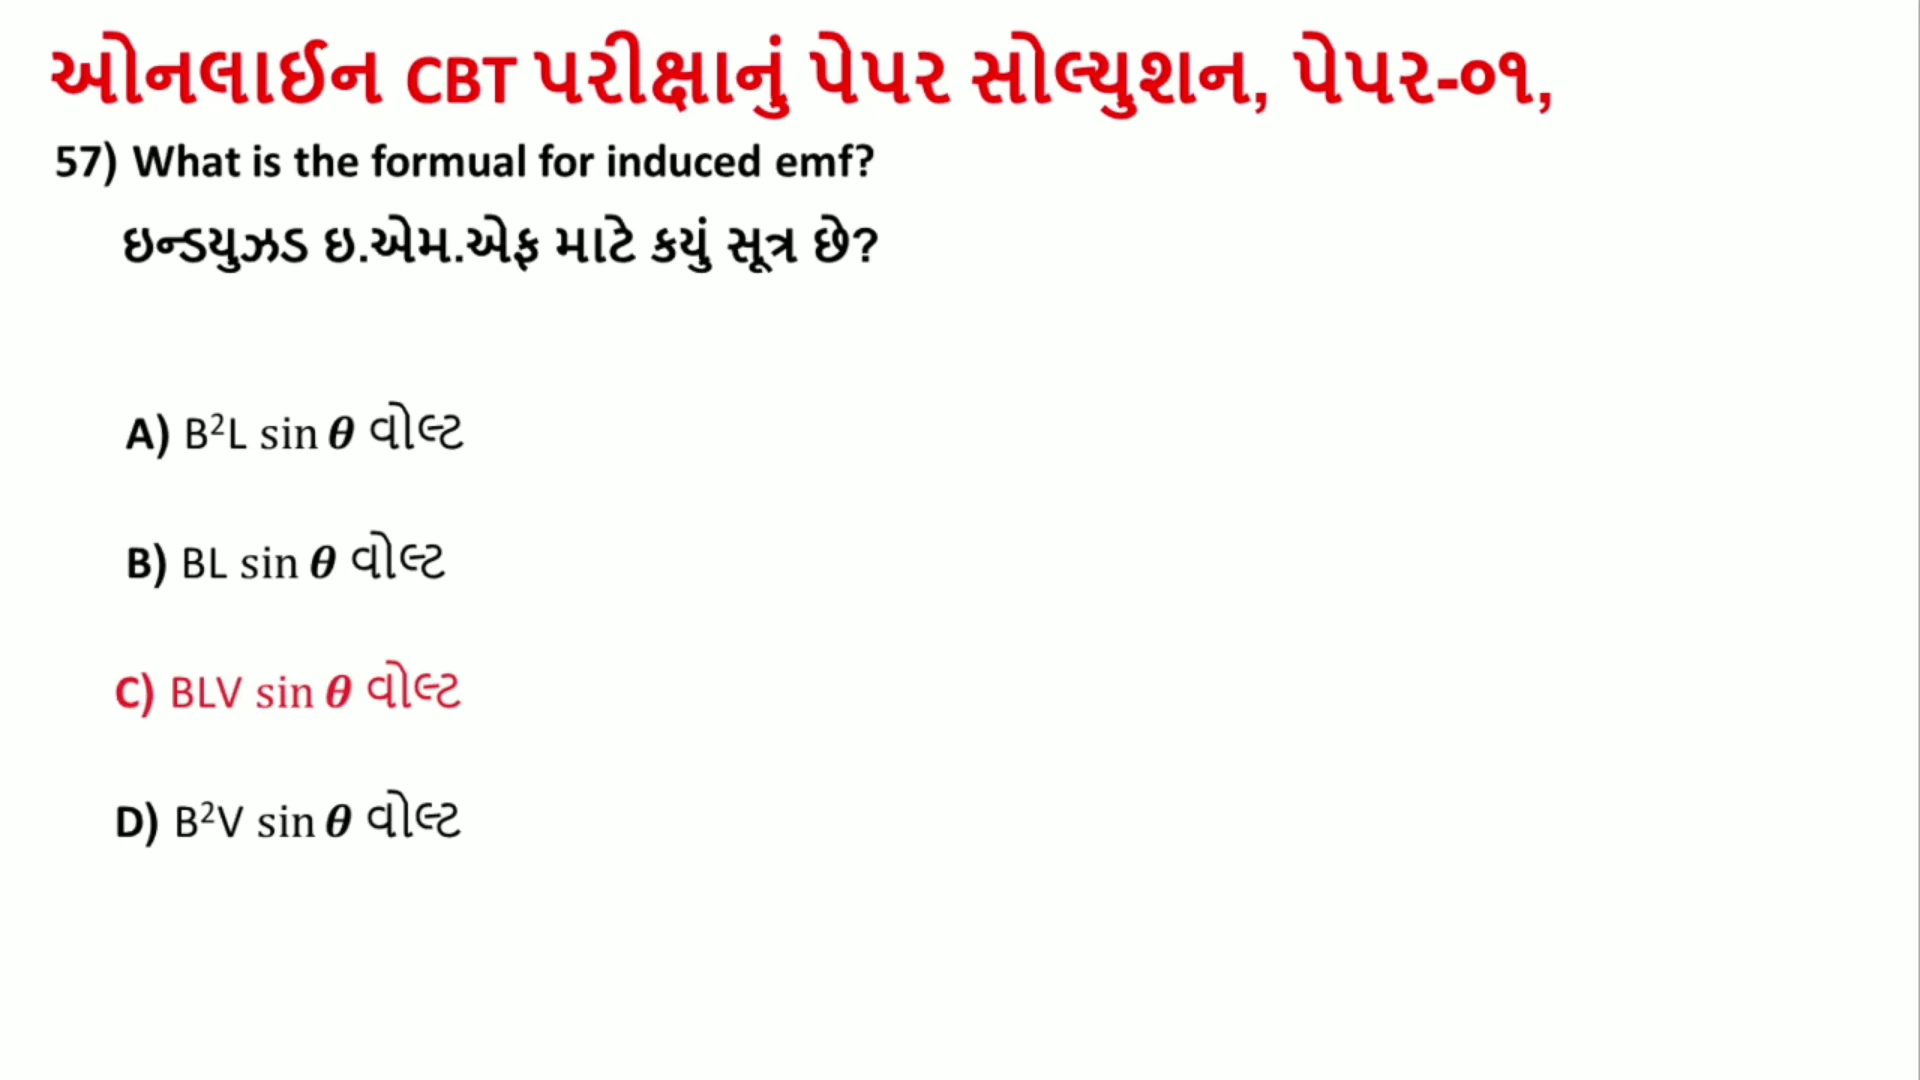 ઓનલાઈન CBT પરીક્ષાનું પેપર સોલ્યુશન, પેપર-૦૧,
57) What is the formual for induced emf?
ઇન્ડયુઝડ ઇ.એમ.એફ માટે કયું સૂત્ર છે?
A) B²L sin θ વોલ્ટ
B) BL sin θ વોલ્ટ
C) BLV sin θ વોલ્ટ
D) B²V sin θ વોલ્ટ